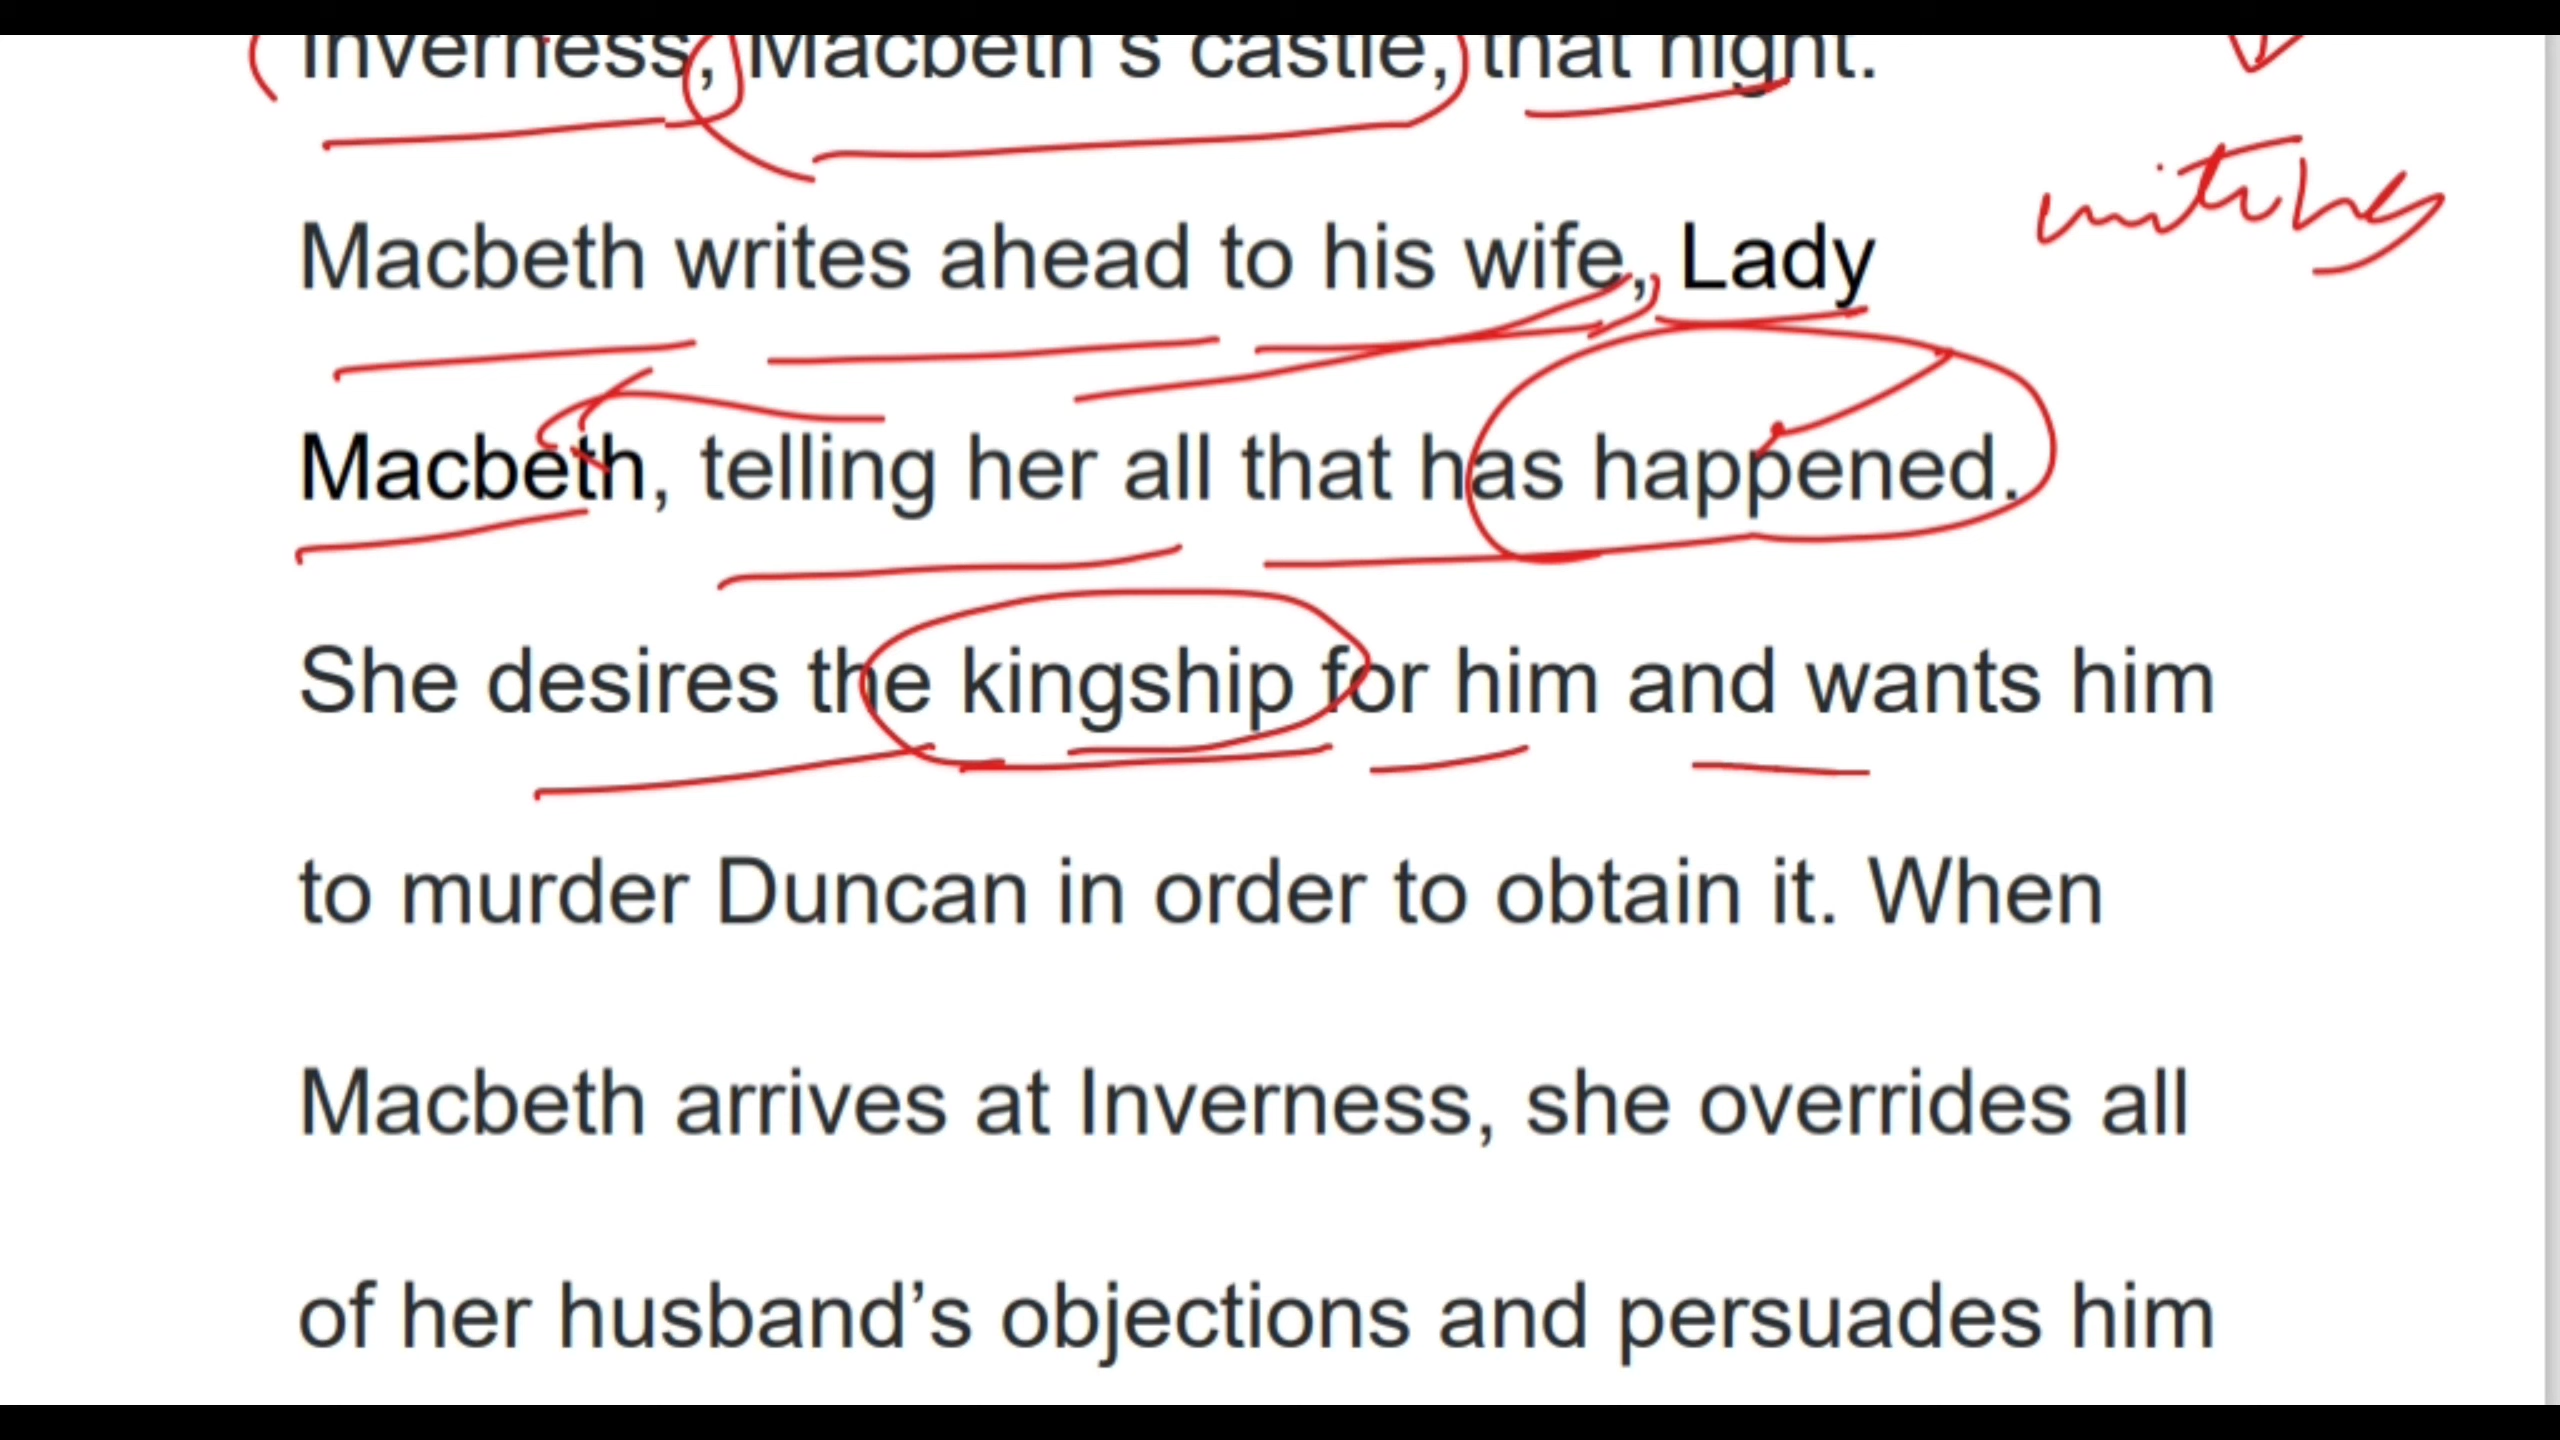 Inverness, Macbeth's castle, that night.
witches
Macbeth writes ahead to his wife, Lady
Macbeth, telling her all that has happened.
She desires the kingship for him and wants him
to murder Duncan in order to obtain it. When
Macbeth arrives at Inverness, she overrides all
of her husband’s objections and persuades him